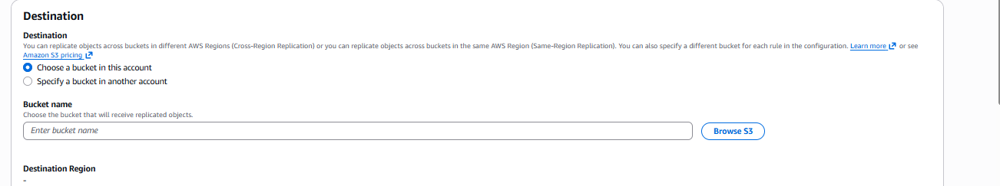 Destination
Destination
You can replicate objects across buckets in different AWS Regions (Cross-Region Replication) or you can replicate objects across buckets in the same AWS Region (Same-Region Replication). You can also specify a different bucket for each rule in the configuration. Learn more or see
Amazon S3 pricing
Choose a bucket in this account
Specify a bucket in another account
Bucket name
Choose the bucket that will receive replicated objects.
Enter bucket name
Browse S3
Destination Region
-